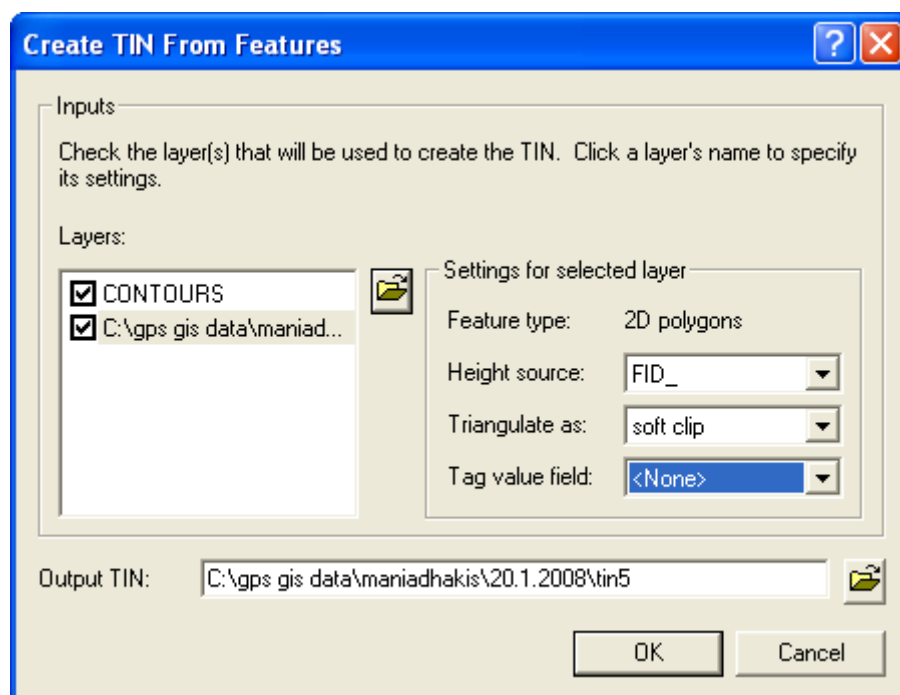 Create TIN From Features
Inputs
Check the layer(s) that will be used to create the TIN. Click a layer's name to specify
its settings.
Layers:
CONTOURS
C:\gps gis data\maniad...
Settings for selected layer
Feature type: 2D polygons
Height source: FID_
Triangulate as: soft clip
Tag value field: <None>
Output TIN: C:\gps gis data\maniadhakis\20.1.2008\tin5
OK Cancel